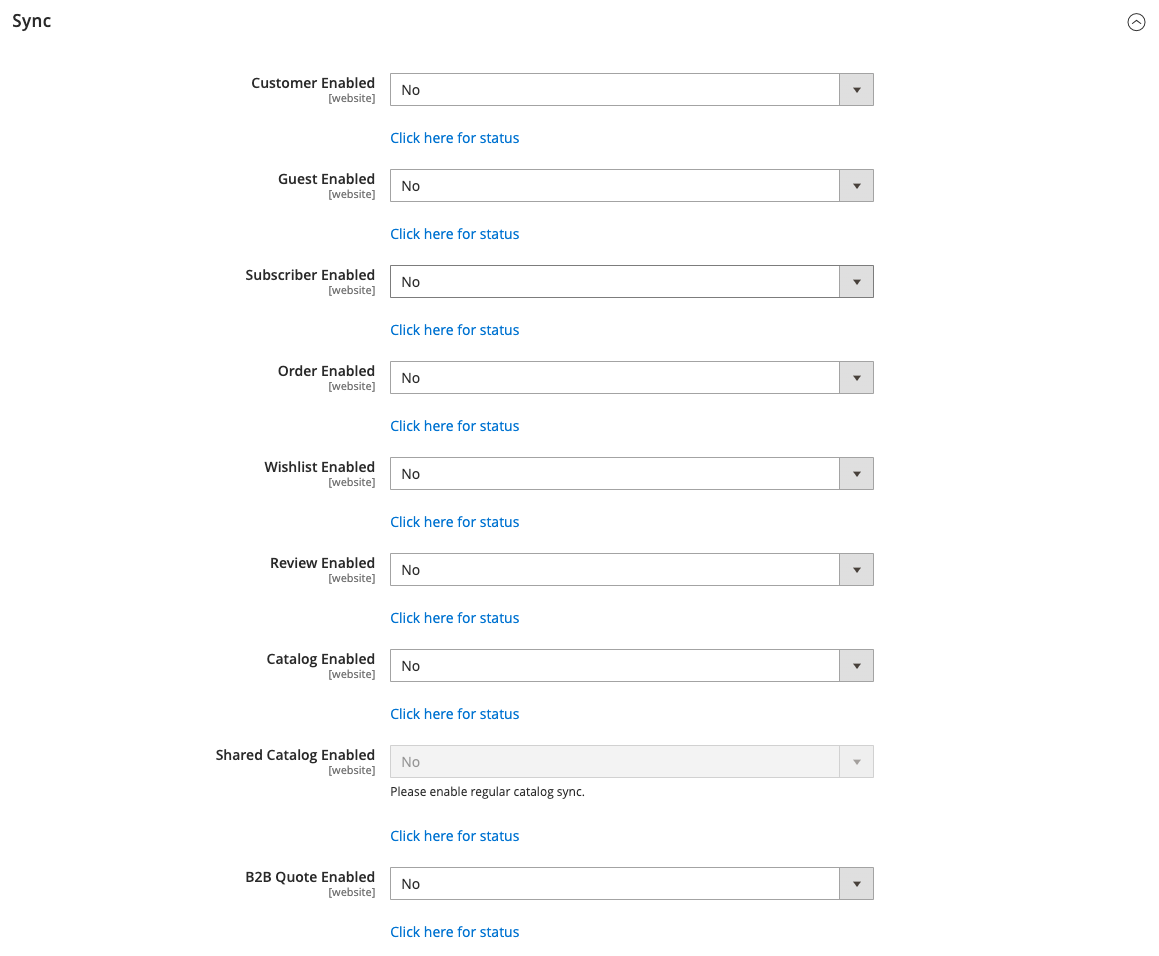 Sync
Customer Enabled
[website]
No
Click here for status
Guest Enabled
[website]
No
Click here for status
Subscriber Enabled
[website]
No
Click here for status
Order Enabled
[website]
No
Click here for status
Wishlist Enabled
[website]
No
Click here for status
Review Enabled
[website]
No
Click here for status
Catalog Enabled
[website]
No
Click here for status
Shared Catalog Enabled
[website]
No
Please enable regular catalog sync.
Click here for status
B2B Quote Enabled
[website]
No
Click here for status